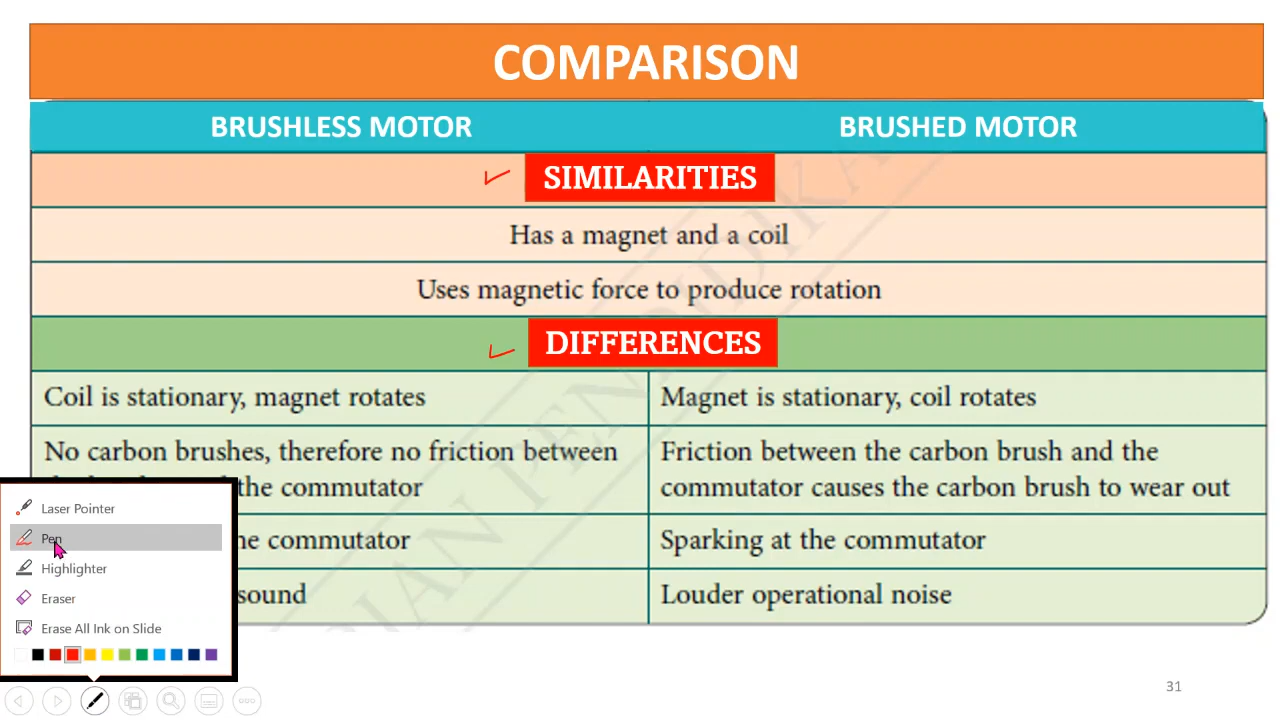 COMPARISON
BRUSHLESS MOTOR
BRUSHED MOTOR
SIMILARITIES
Has a magnet and a coil
Uses magnetic force to produce rotation
DIFFERENCES
Coil is stationary, magnet rotates
Magnet is stationary, coil rotates
No carbon brushes, therefore no friction between
the commutator
Friction between the carbon brush and the
commutator causes the carbon brush to wear out
commutator
Sparking at the commutator
sound
Louder operational noise
Laser Pointer
Pen
Highlighter
Eraser
Erase All Ink on Slide
31